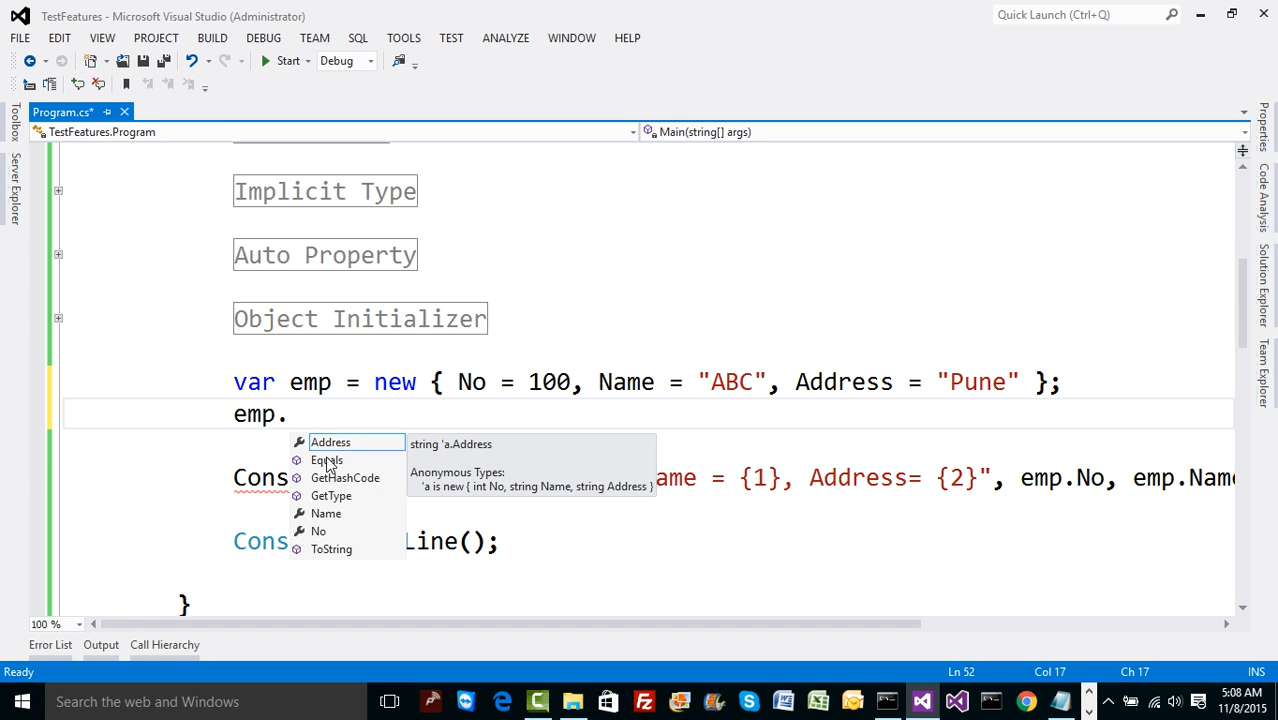 TestFeatures - Microsoft Visual Studio (Administrator)
Quick Launch (Ctrl+Q)
FILE EDIT VIEW PROJECT BUILD DEBUG TEAM SQL TOOLS TEST ANALYZE WINDOW HELP
Start Debug
Program.cs*
TestFeatures.Program
Main(string[] args)
Toolbox
Server Explorer
Properties
Code Analysis
Solution Explorer
Team Explorer
Implicit Type
Auto Property
Object Initializer
var emp = new { No = 100, Name = "ABC", Address = "Pune" };
emp.
Address
Equals
GetHashCode
GetType
Name
No
ToString
string 'a.Address
Anonymous Types:
'a is new { int No, string Name, string Address }
Cons ame = {1}, Address= {2}", emp.No, emp.Name
Cons Line();
}
100 %
Error List Output Call Hierarchy
Ready Ln 52 Col 17 Ch 17 INS
Search the web and Windows
5:08 AM
11/8/2015